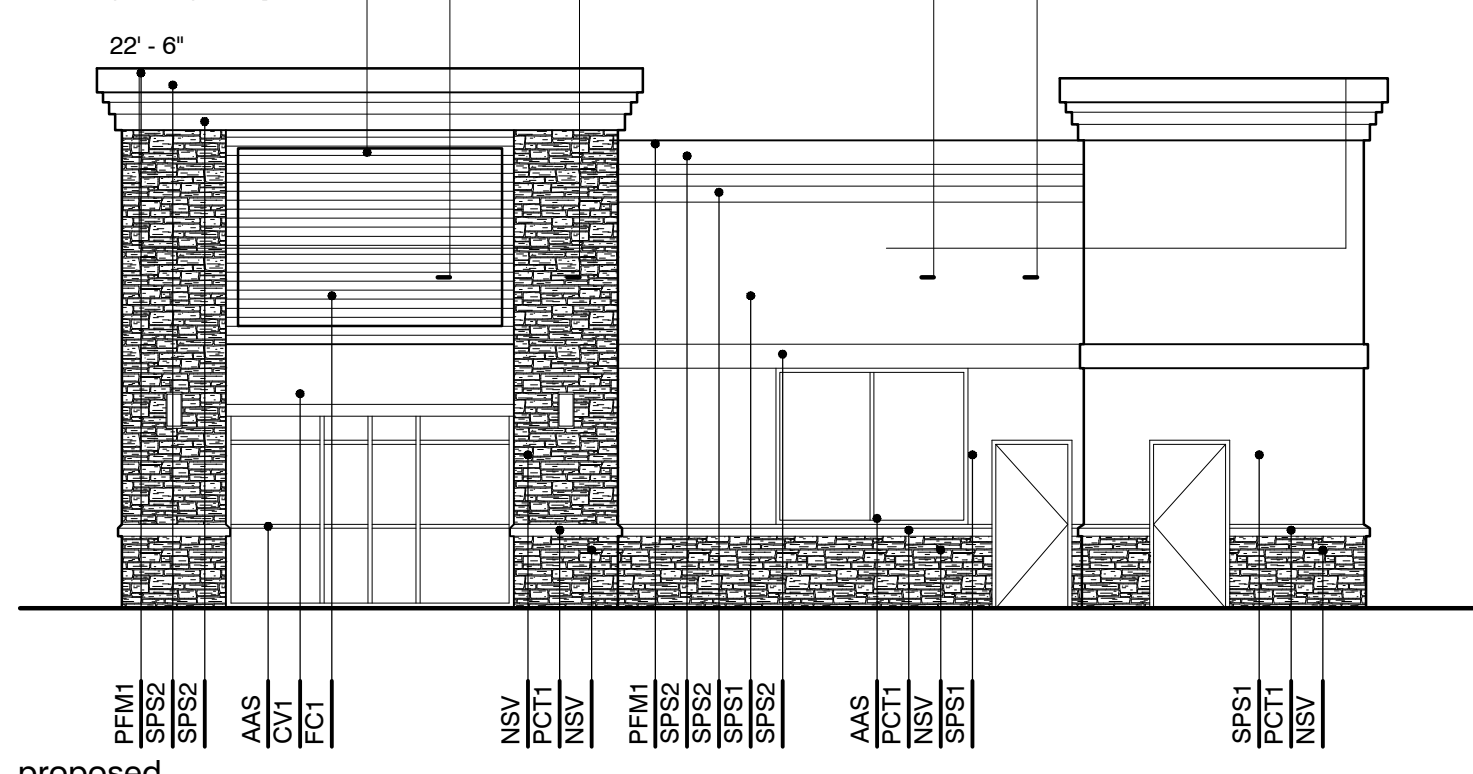 22' - 6"
PFM1
SPS2
SPS2
AAS
CV1
FC1
NSV
PCT1
NSV
PFM1
SPS2
SPS2
SPS1
SPS2
AAS
PCT1
NSV
SPS1
SPS1
PCT1
NSV
proposed